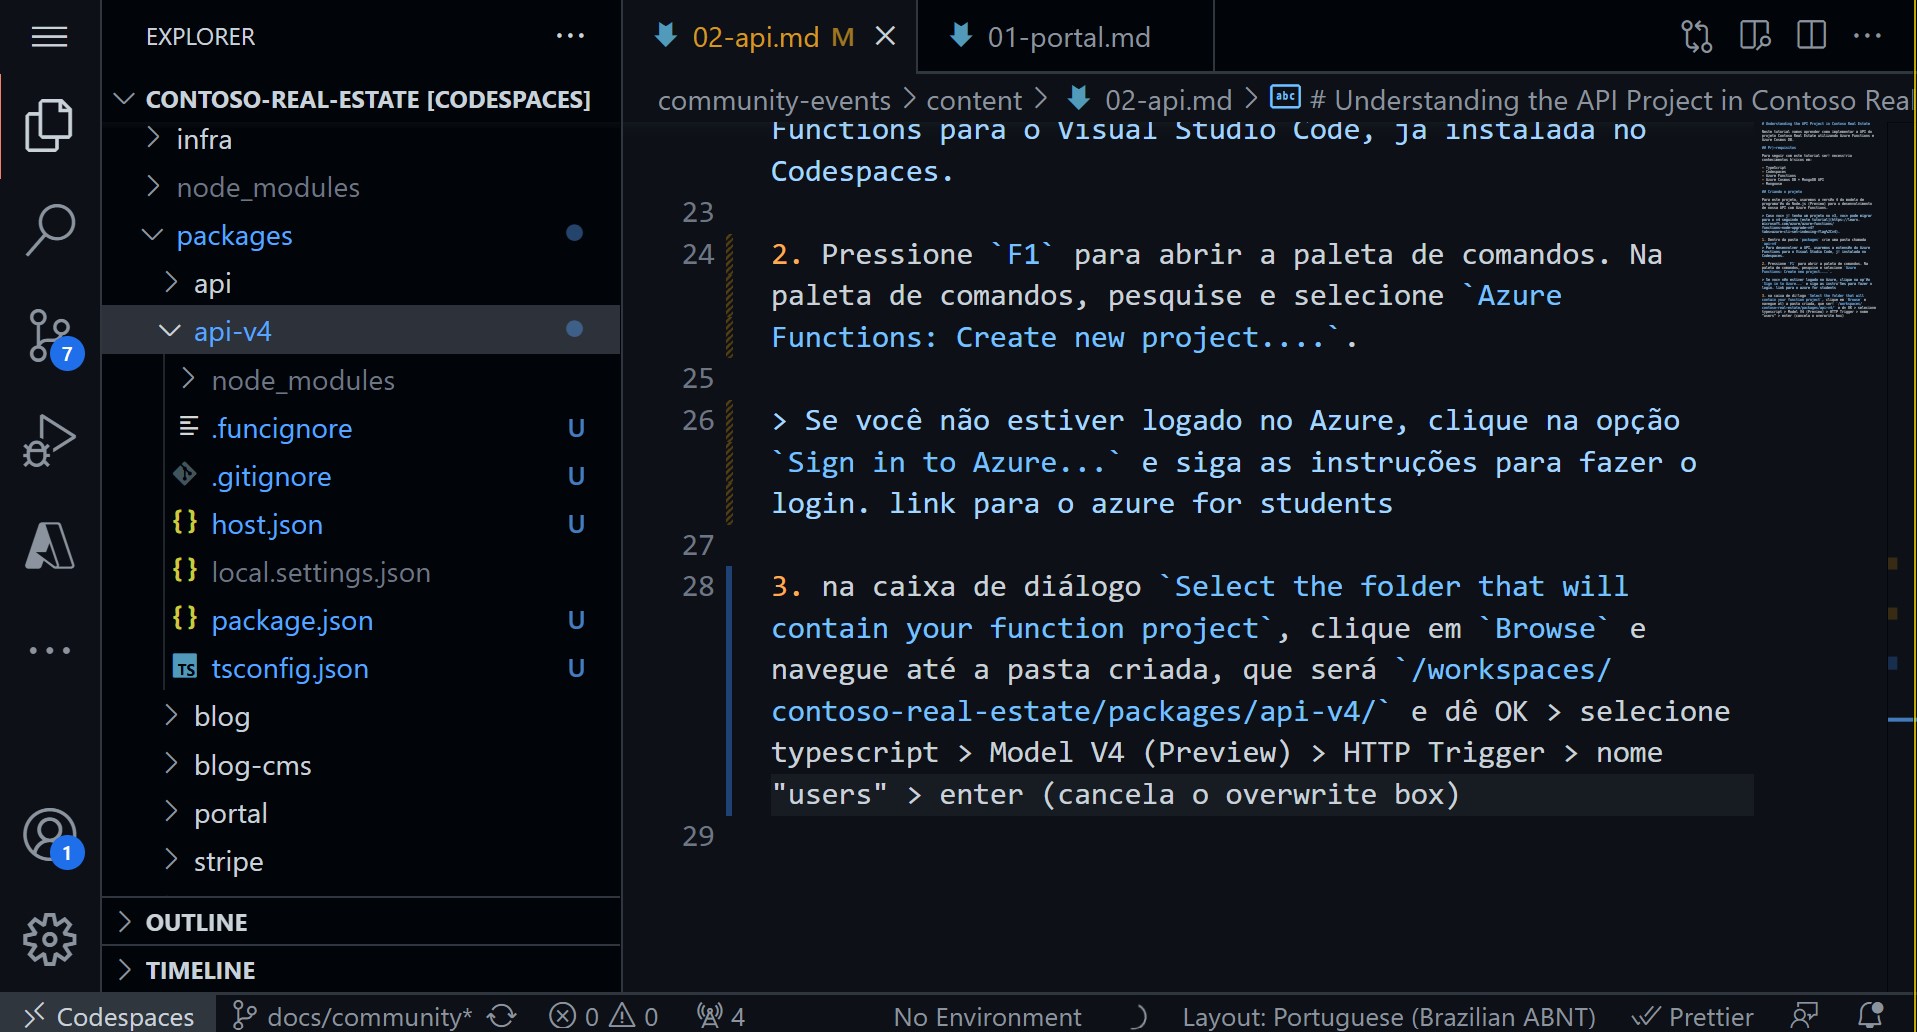 EXPLORER
02-api.md M
01-portal.md
CONTOSO-REAL-ESTATE [CODESPACES]
community-events > content > 02-api.md > # Understanding the API Project in Contoso Real
infra
node_modules
packages
api
api-v4
node_modules
.funcignore U
.gitignore U
host.json U
local.settings.json
package.json U
tsconfig.json U
blog
blog-cms
portal
stripe
OUTLINE
TIMELINE
7
1
Functions para o Visual Studio Code, já instalada no
Codespaces.
23
24 2. Pressione `F1` para abrir a paleta de comandos. Na
paleta de comandos, pesquise e selecione `Azure
Functions: Create new project....`.
25
26 > Se você não estiver logado no Azure, clique na opção
`Sign in to Azure...` e siga as instruções para fazer o
login. link para o azure for students
27
28 3. na caixa de diálogo `Select the folder that will
contain your function project`, clique em `Browse` e
navegue até a pasta criada, que será `/workspaces/
contoso-real-estate/packages/api-v4/` e dê OK > selecione
typescript > Model V4 (Preview) > HTTP Trigger > nome
"users" > enter (cancela o overwrite box)
29
Codespaces docs/community* 0 0 4 No Environment Layout: Portuguese (Brazilian ABNT) Prettier